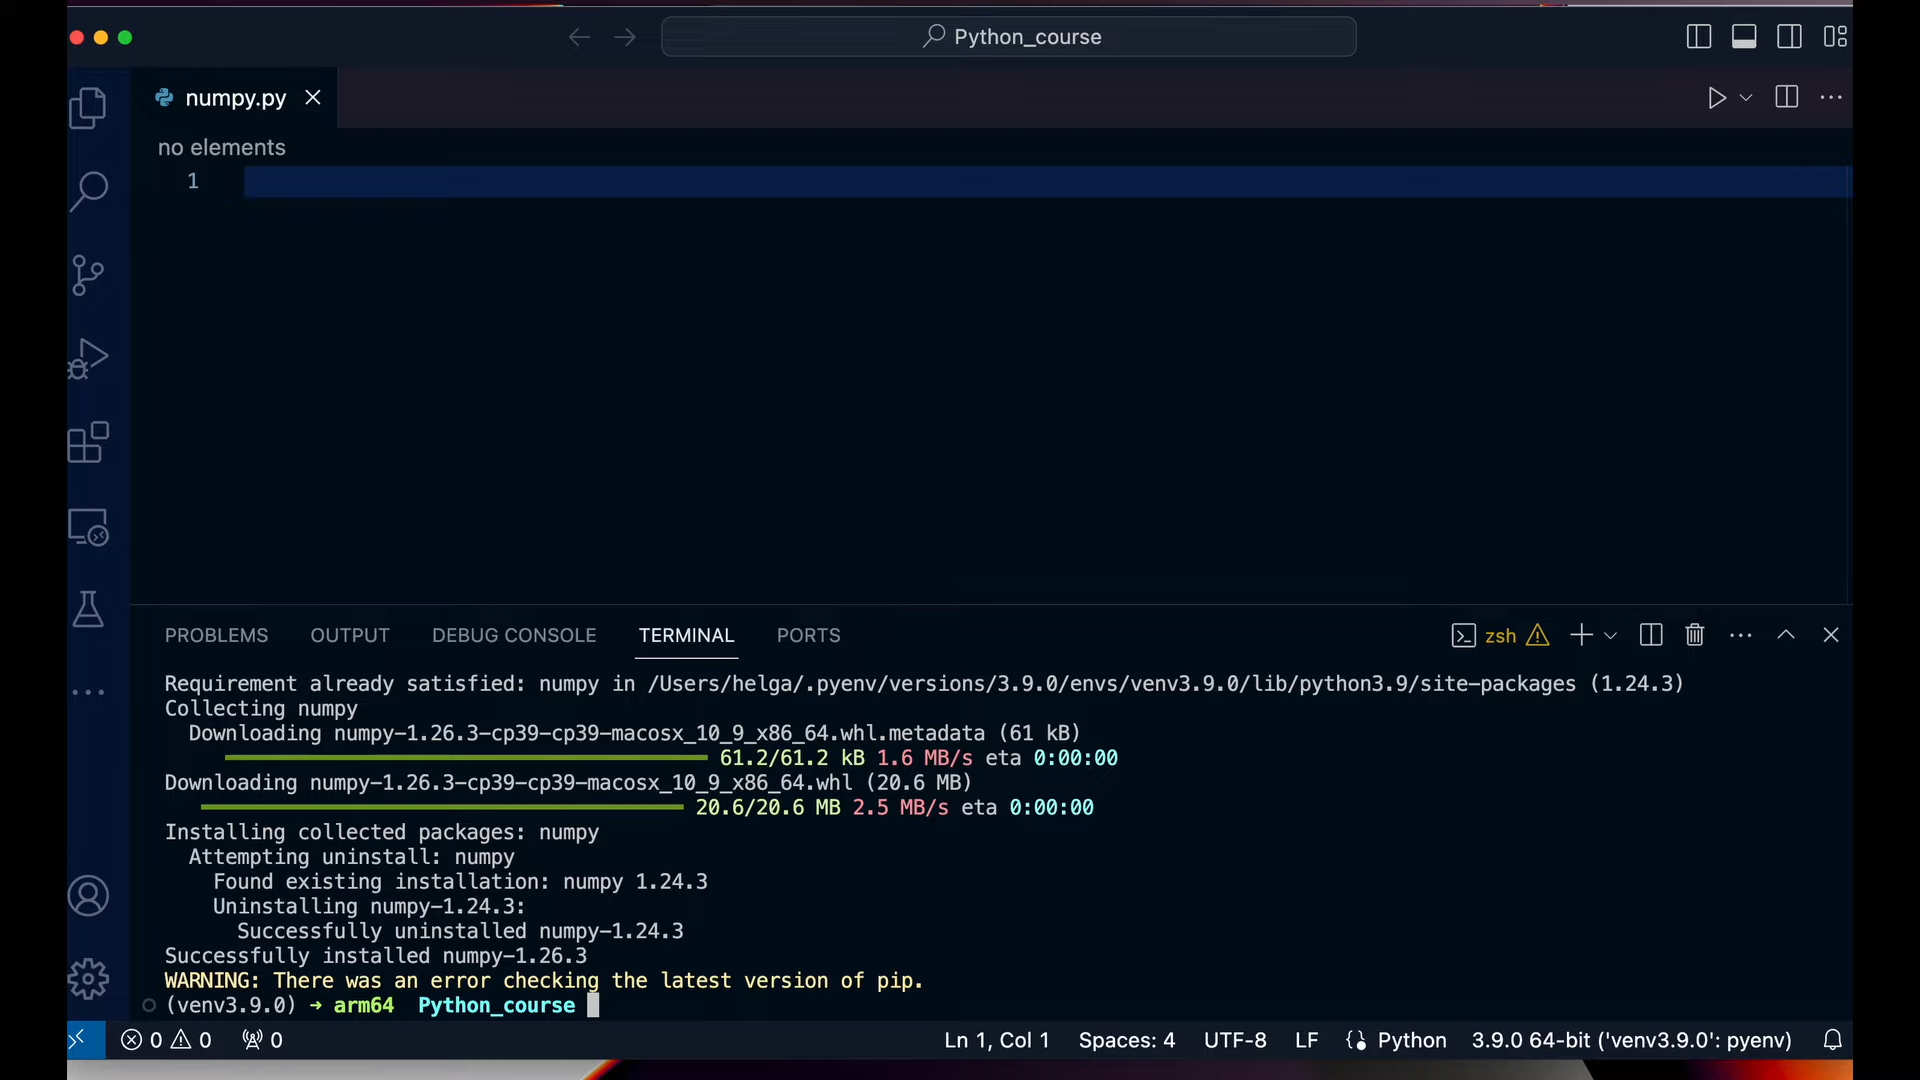 Python_course
numpy.py
no elements
1
PROBLEMS OUTPUT DEBUG CONSOLE TERMINAL PORTS zsh
Requirement already satisfied: numpy in /Users/helga/.pyenv/versions/3.9.0/envs/venv3.9.0/lib/python3.9/site-packages (1.24.3)
Collecting numpy
Downloading numpy-1.26.3-cp39-cp39-macosx_10_9_x86_64.whl.metadata (61 kB)
61.2/61.2 kB 1.6 MB/s eta 0:00:00
Downloading numpy-1.26.3-cp39-cp39-macosx_10_9_x86_64.whl (20.6 MB)
20.6/20.6 MB 2.5 MB/s eta 0:00:00
Installing collected packages: numpy
Attempting uninstall: numpy
Found existing installation: numpy 1.24.3
Uninstalling numpy-1.24.3:
Successfully uninstalled numpy-1.24.3
Successfully installed numpy-1.26.3
WARNING: There was an error checking the latest version of pip.
(venv3.9.0) → arm64 Python_course
0 0 0 Ln 1, Col 1 Spaces: 4 UTF-8 LF Python 3.9.0 64-bit ('venv3.9.0': pyenv)